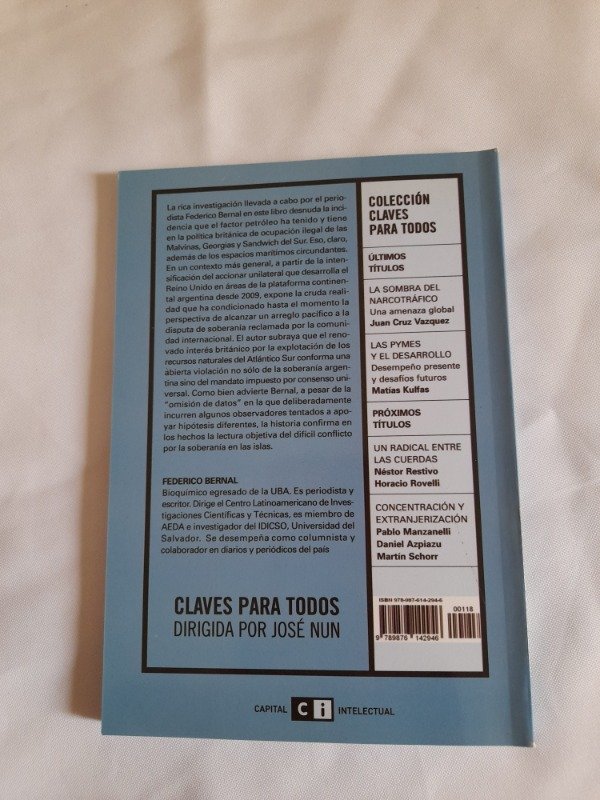 La rica investigación llevada a cabo por el perio-
dista Federico Bernal en este libro desnuda la inci-
dencia que el factor petróleo ha tenido y tiene
en la política británica de ocupación ilegal de las
Malvinas, Georgias y Sandwich del Sur. Eso, claro,
además de los espacios marítimos circundantes.
En un contexto más general, a partir de la inten-
sificación del accionar unilateral que desarrolla el
Reino Unido en áreas de la plataforma continen-
tal argentina desde 2009, expone la cruda reali-
dad que ha condicionado hasta el momento la
perspectiva de alcanzar un arreglo pacífico a la
disputa de soberanía reclamada por la comuni-
dad internacional. El autor subraya que el reno-
vado interés británico por la explotación de los
recursos naturales del Atlántico Sur conforma una
abierta violación no sólo de la soberanía argen-
tina sino del mandato impuesto por consenso uni-
versal. Como bien advierte Bernal, a pesar de la
"omisión de datos" en la que deliberadamente
incurren algunos observadores tentados a apo-
yar hipótesis diferentes, la historia confirma en
los hechos la lectura objetiva del difícil conflicto
por la soberanía en las islas.
FEDERICO BERNAL
Bioquímico egresado de la UBA. Es periodista y
escritor. Dirige el Centro Latinoamericano de Inves-
tigaciones Científicas y Técnicas, es miembro de
AEDA e investigador del IDICSO, Universidad del
Salvador. Se desempeña como columnista y
colaborador en diarios y periódicos del país
CLAVES PARA TODOS
DIRIGIDA POR JOSÉ NUN
COLECCIÓN
CLAVES
PARA TODOS
ÚLTIMOS
TÍTULOS
LA SOMBRA DEL
NARCOTRÁFICO
Una amenaza global
Juan Cruz Vazquez
LAS PYMES
Y EL DESARROLLO
Desempeño presente
y desafíos futuros
Matías Kulfas
PRÓXIMOS
TÍTULOS
UN RADICAL ENTRE
LAS CUERDAS
Néstor Restivo
Horacio Rovelli
CONCENTRACIÓN Y
EXTRANJERIZACIÓN
Pablo Manzanelli
Daniel Azpiazu
Martín Schorr
ISBN 978-987-614-294-6
00118
9 789876 142946
CAPITAL Ci INTELECTUAL